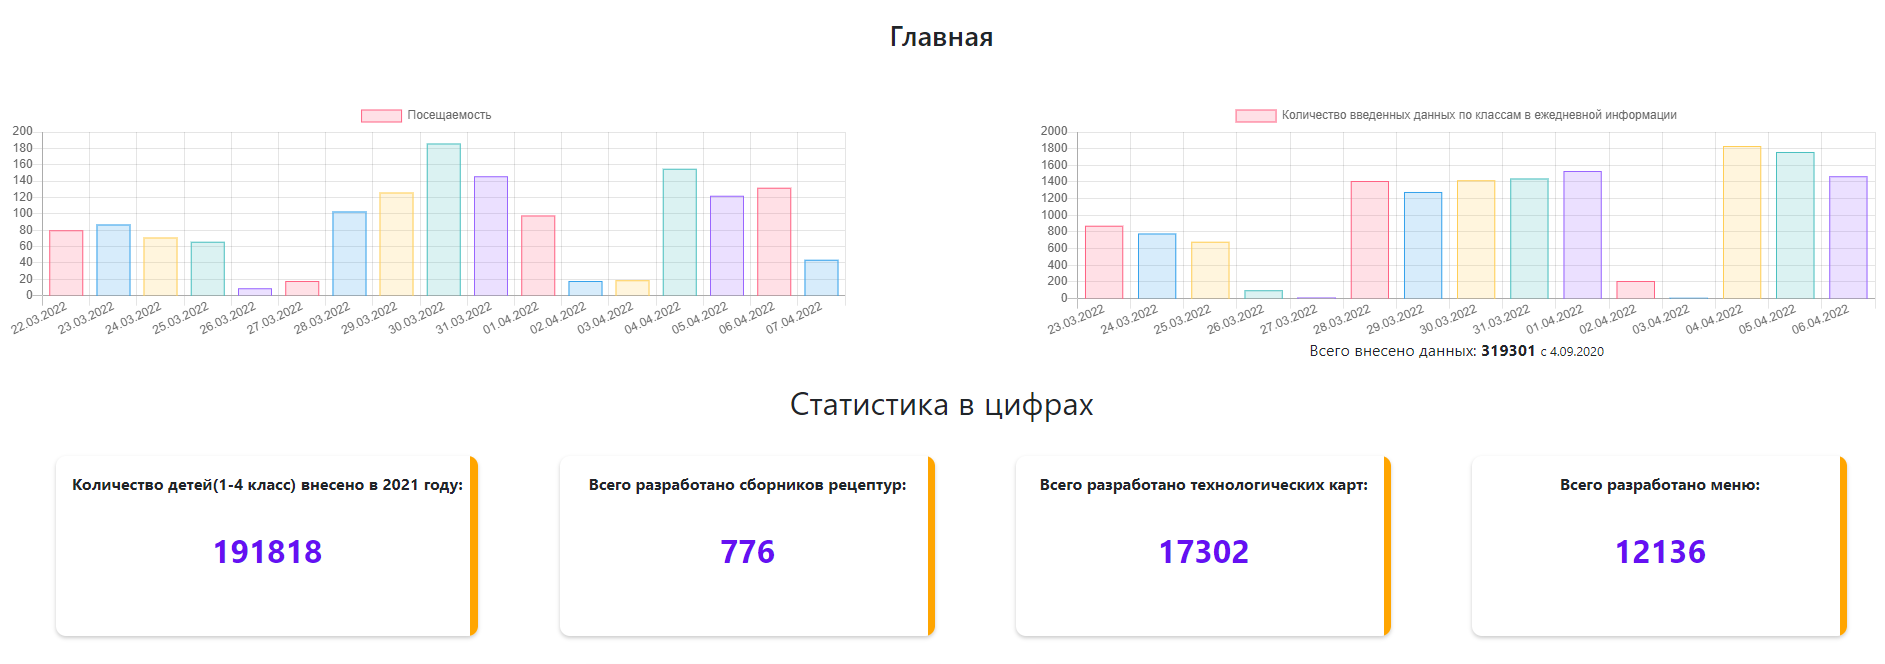 Главная
Посещаемость
200
180
160
140
120
100
80
60
40
20
0
22.03.2022 23.03.2022 24.03.2022 25.03.2022 26.03.2022 27.03.2022 28.03.2022 29.03.2022 30.03.2022 31.03.2022 01.04.2022 02.04.2022 03.04.2022 04.04.2022 05.04.2022 06.04.2022 07.04.2022
Количество введенных данных по классам в ежедневной информации
2000
1800
1600
1400
1200
1000
800
600
400
200
0
23.03.2022 24.03.2022 25.03.2022 26.03.2022 27.03.2022 28.03.2022 29.03.2022 30.03.2022 31.03.2022 01.04.2022 02.04.2022 03.04.2022 04.04.2022 05.04.2022 06.04.2022
Всего внесено данных: 319301 с 4.09.2020
Статистика в цифрах
Количество детей(1-4 класс) внесено в 2021 году:
191818
Всего разработано сборников рецептур:
776
Всего разработано технологических карт:
17302
Всего разработано меню:
12136